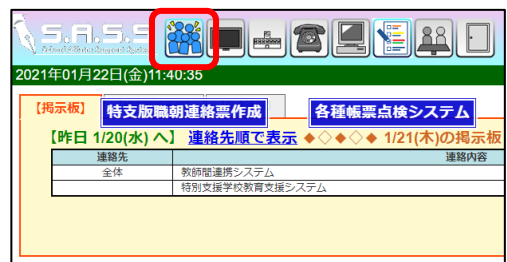 S.A.S.S
2021年01月22日(金)11:40:35
【掲示板】 特支版職朝連絡票作成 各種帳票点検システム
【昨日 1/20(水) へ】 連絡先順で表示 ◆◇◆◇◆ 1/21(木)の掲示板
連絡先 連絡内容
全体 教師間連携システム
特別支援学校教育支援システム